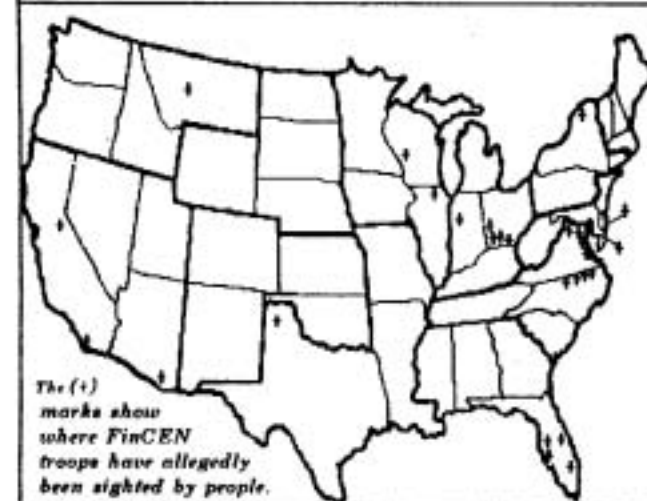 The (+)
marks show
where FinCEN
troops have allegedly
been sighted by people.